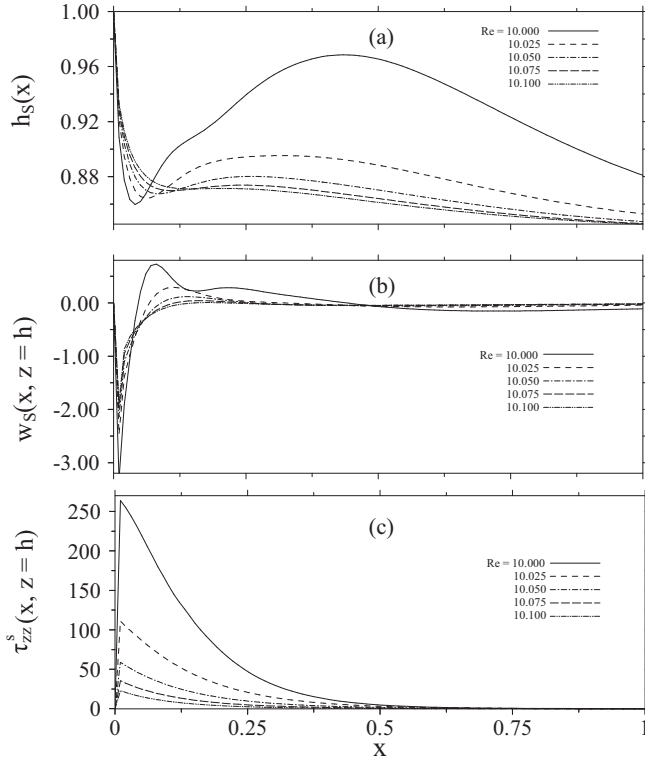 1.00
0.96
0.92
0.88
h_S(x)
(a)
Re = 10.000
10.025
10.050
10.075
10.100
0.00
-1.00
-2.00
-3.00
w_S(x, z = h)
(b)
Re = 10.000
10.025
10.050
10.075
10.100
250
200
150
100
50
0
τ^s_zz(x, z = h)
(c)
Re = 10.000
10.025
10.050
10.075
10.100
0 0.25 0.5 0.75 1
x